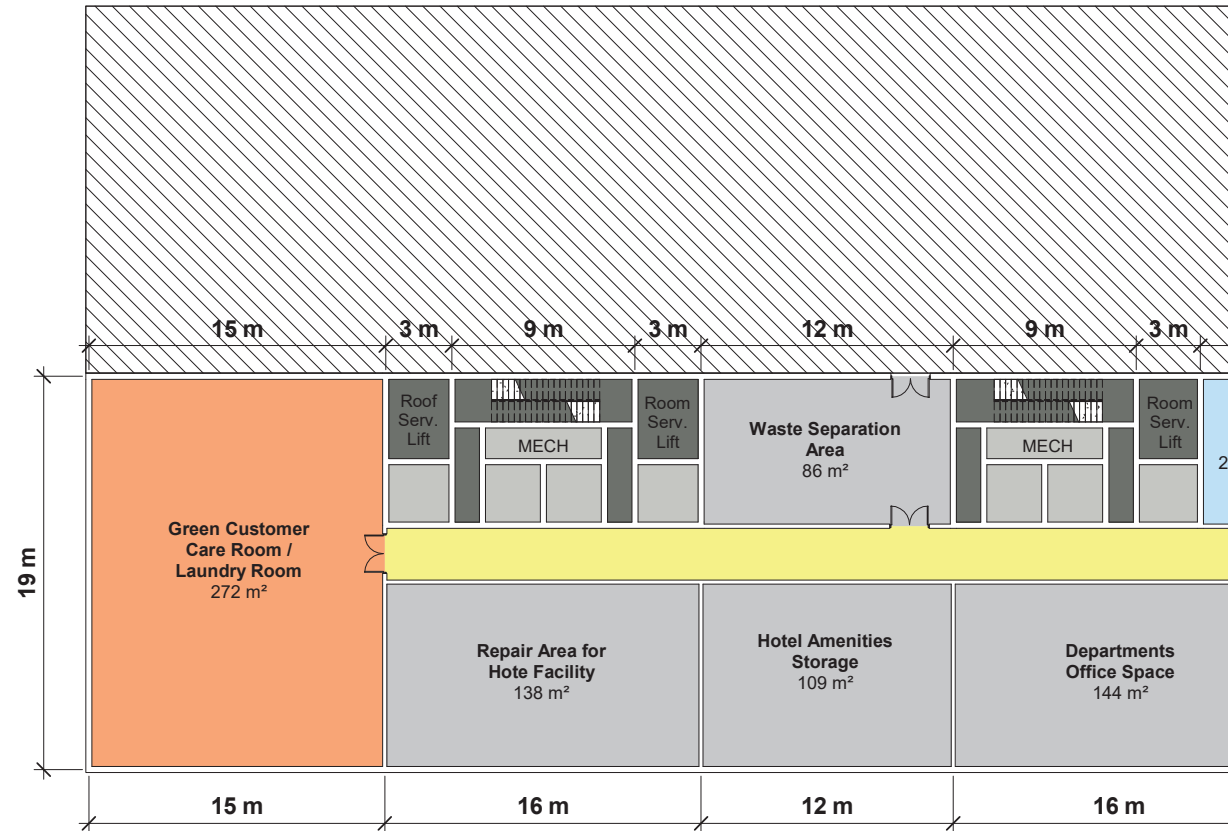 15 m
3 m
9 m
3 m
12 m
9 m
3 m
Roof
Serv.
Lift
MECH
Room
Serv.
Lift
Waste Separation
Area
86 m²
MECH
Room
Serv.
Lift
2
19 m
Green Customer
Care Room /
Laundry Room
272 m²
Repair Area for
Hote Facility
138 m²
Hotel Amenities
Storage
109 m²
Departments
Office Space
144 m²
15 m
16 m
12 m
16 m